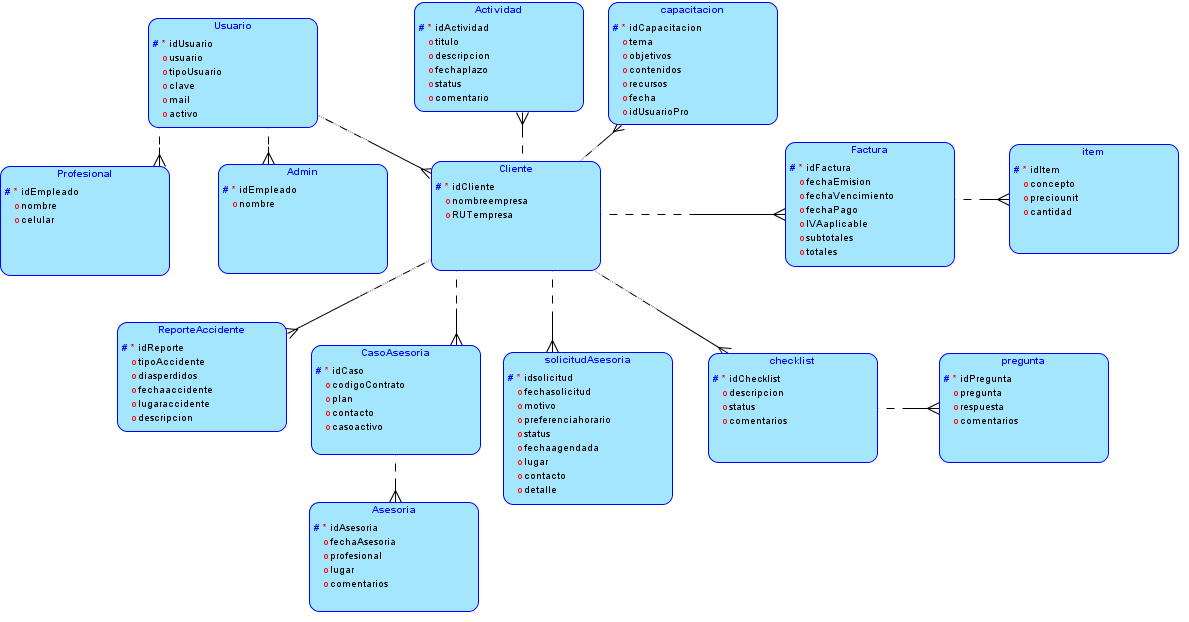 Usuario
# * idUsuario
o usuario
o tipoUsuario
o clave
o mail
o activo
Actividad
# * idActividad
o titulo
o descripcion
o fechaplazo
o status
o comentario
capacitacion
# * idCapacitacion
o tema
o objetivos
o contenidos
o recursos
o fecha
o idUsuarioPro
Profesional
# * idEmpleado
o nombre
o celular
Admin
# * idEmpleado
o nombre
Cliente
# * idCliente
o nombreempresa
o RUTempresa
Factura
# * idFactura
o fechaEmision
o fechaVencimiento
o fechaPago
o IVAaplicable
o subtotales
o totales
item
# * idItem
o concepto
o preciounit
o cantidad
ReporteAccidente
# * idReporte
o tipoAccidente
o diasperdidos
o fechaaccidente
o lugaraccidente
o descripcion
CasoAsesoria
# * idCaso
o codigoContrato
o plan
o contacto
o casoactivo
solicitudAsesoria
# * idsolicitud
o fechasolicitud
o motivo
o preferenciahorario
o status
o fechaagendada
o lugar
o contacto
o detalle
checklist
# * idChecklist
o descripcion
o status
o comentarios
pregunta
# * idPregunta
o pregunta
o respuesta
o comentarios
Asesoria
# * idAsesoria
o fechaAsesoria
o profesional
o lugar
o comentarios